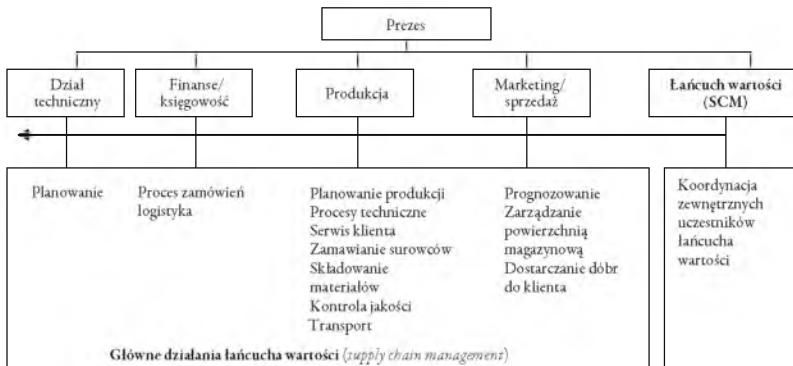 Prezes
Dział
techniczny
Finanse/
księgowość
Produkcja
Marketing/
sprzedaż
Łańcuch wartości
(SCM)
Planowanie
Proces zamówień
logistyka
Planowanie produkcji
Procesy techniczne
Serwis klienta
Zamawianie surowców
Składowanie
materiałów
Kontrola jakości
Transport
Prognozowanie
Zarządzanie
powierzchnią
magazynową
Dostarczanie dóbr
do klienta
Koordynacja
zewnętrznych
uczestników
łańcucha
wartości
Główne działania łańcucha wartości (supply chain management)